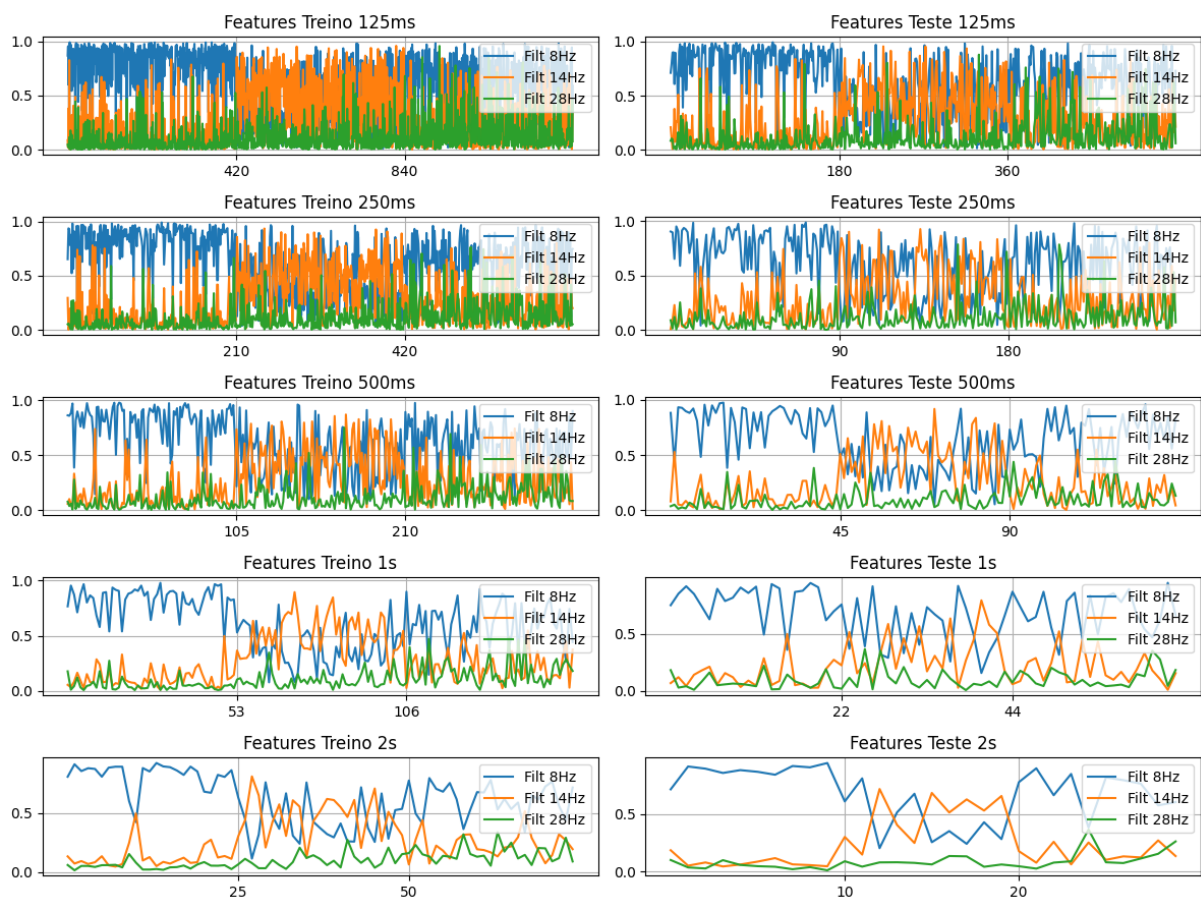 Features Treino 125ms
1.0
0.5
0.0
420
840
Filt 8Hz
Filt 14Hz
Filt 28Hz
Features Teste 125ms
1.0
0.5
0.0
180
360
Filt 8Hz
Filt 14Hz
Filt 28Hz
Features Treino 250ms
1.0
0.5
0.0
210
420
Filt 8Hz
Filt 14Hz
Filt 28Hz
Features Teste 250ms
1.0
0.5
0.0
90
180
Filt 8Hz
Filt 14Hz
Filt 28Hz
Features Treino 500ms
1.0
0.5
0.0
105
210
Filt 8Hz
Filt 14Hz
Filt 28Hz
Features Teste 500ms
1.0
0.5
0.0
45
90
Filt 8Hz
Filt 14Hz
Filt 28Hz
Features Treino 1s
1.0
0.5
0.0
53
106
Filt 8Hz
Filt 14Hz
Filt 28Hz
Features Teste 1s
0.5
0.0
22
44
Filt 8Hz
Filt 14Hz
Filt 28Hz
Features Treino 2s
0.5
0.0
25
50
Filt 8Hz
Filt 14Hz
Filt 28Hz
Features Teste 2s
0.5
0.0
10
20
Filt 8Hz
Filt 14Hz
Filt 28Hz